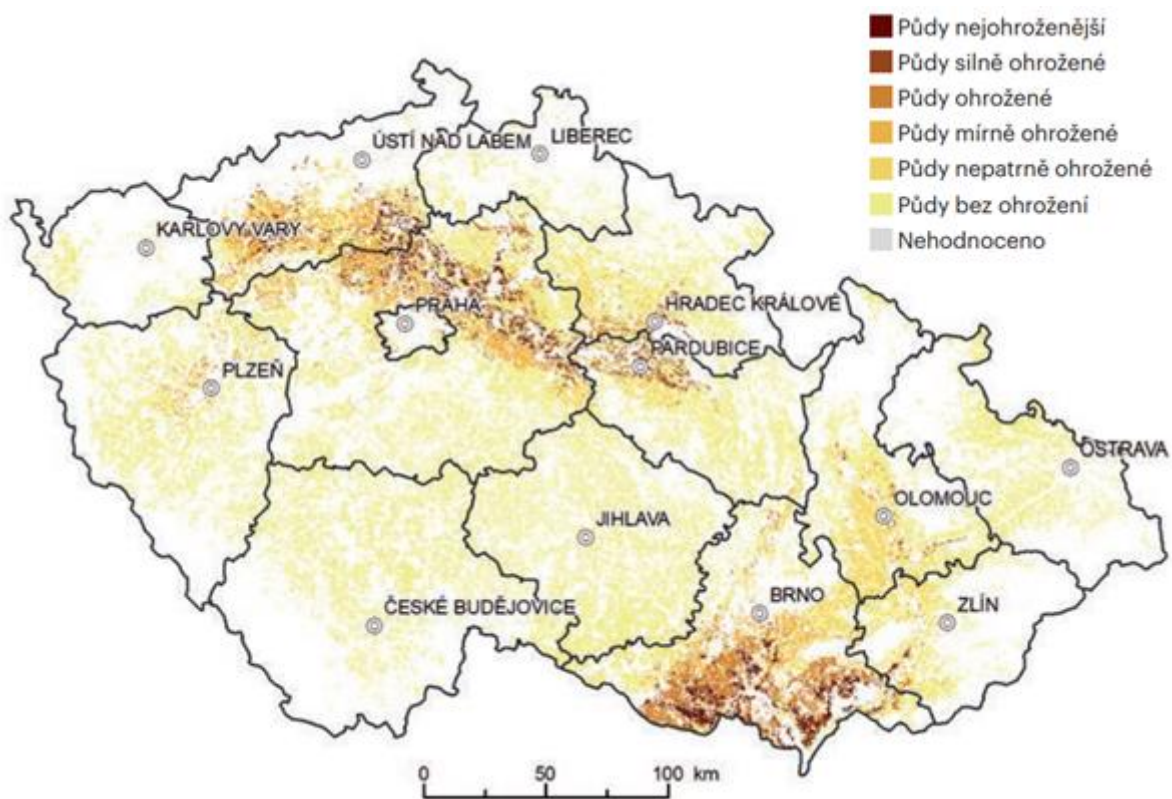 Půdy nejohroženější
Půdy silně ohrožené
Půdy ohrožené
Půdy mírně ohrožené
Půdy nepatrně ohrožené
Půdy bez ohrožení
Nehodnoceno
ÚSTÍ NAD LABEM
LIBEREC
KARLOVY VARY
PRAHA
HRADEC KRÁLOVÉ
PARDUBICE
PLZEŇ
OSTRAVA
OLOMOUC
JIHLAVA
BRNO
ZLÍN
ČESKÉ BUDĚJOVICE
0 50 100 km